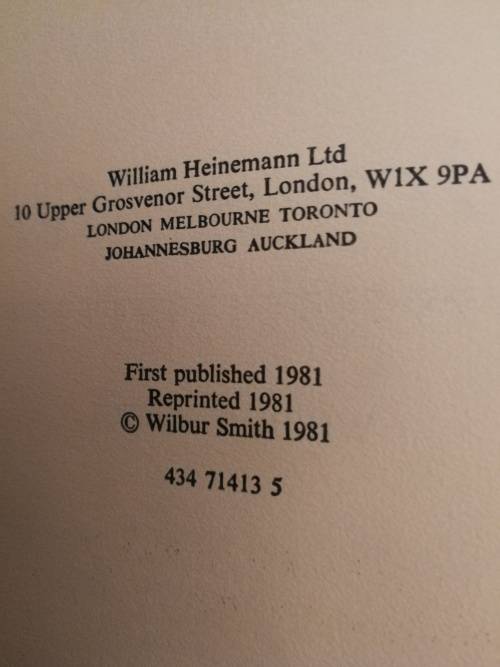 William Heinemann Ltd
10 Upper Grosvenor Street, London, W1X 9PA
LONDON MELBOURNE TORONTO
JOHANNESBURG AUCKLAND
First published 1981
Reprinted 1981
© Wilbur Smith 1981
434 71413 5